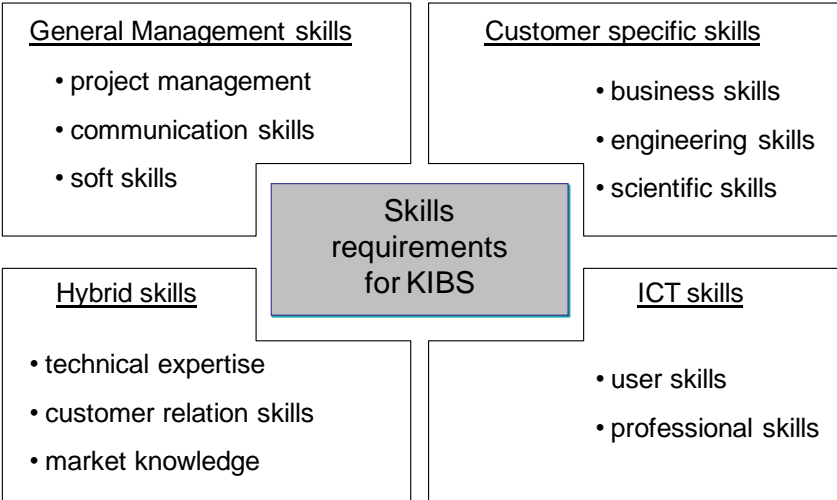 General Management skills
• project management
• communication skills
• soft skills
Customer specific skills
• business skills
• engineering skills
• scientific skills
Skills
requirements
for KIBS
Hybrid skills
• technical expertise
• customer relation skills
• market knowledge
ICT skills
• user skills
• professional skills